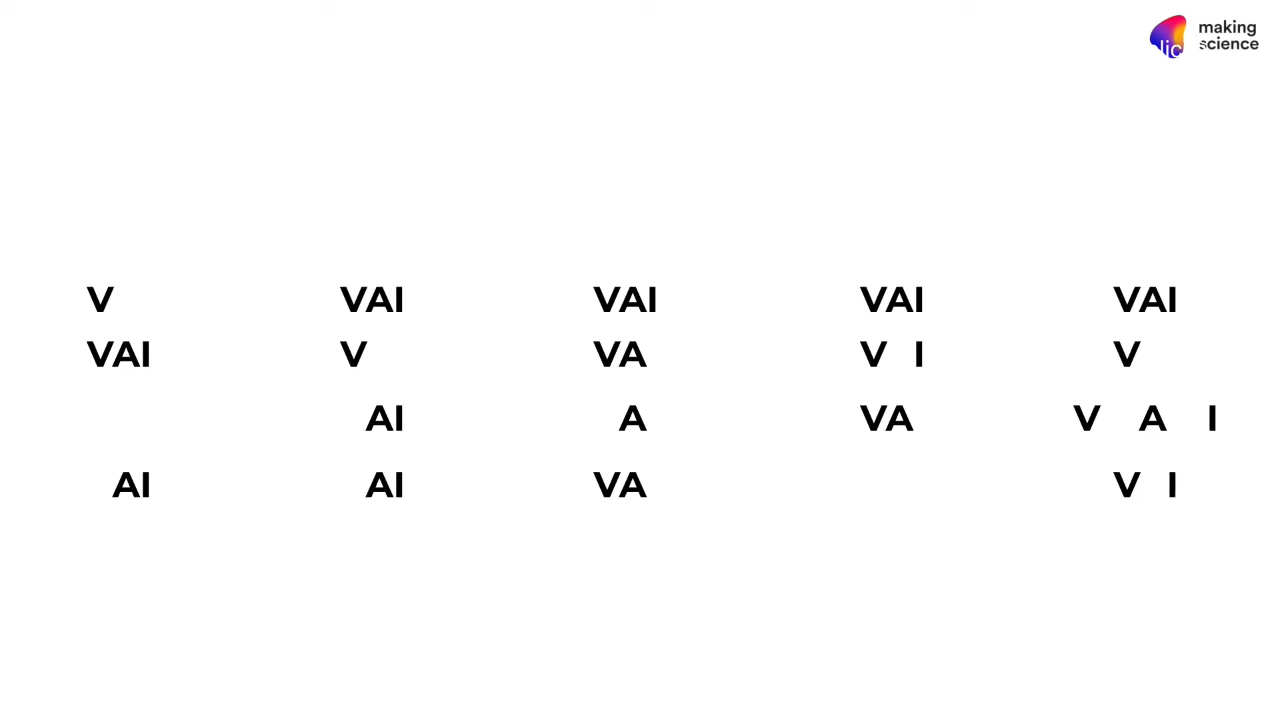 making
science
V VAI VAI VAI VAI
VAI V VA V I V
AI A VA V A I
AI AI VA V I